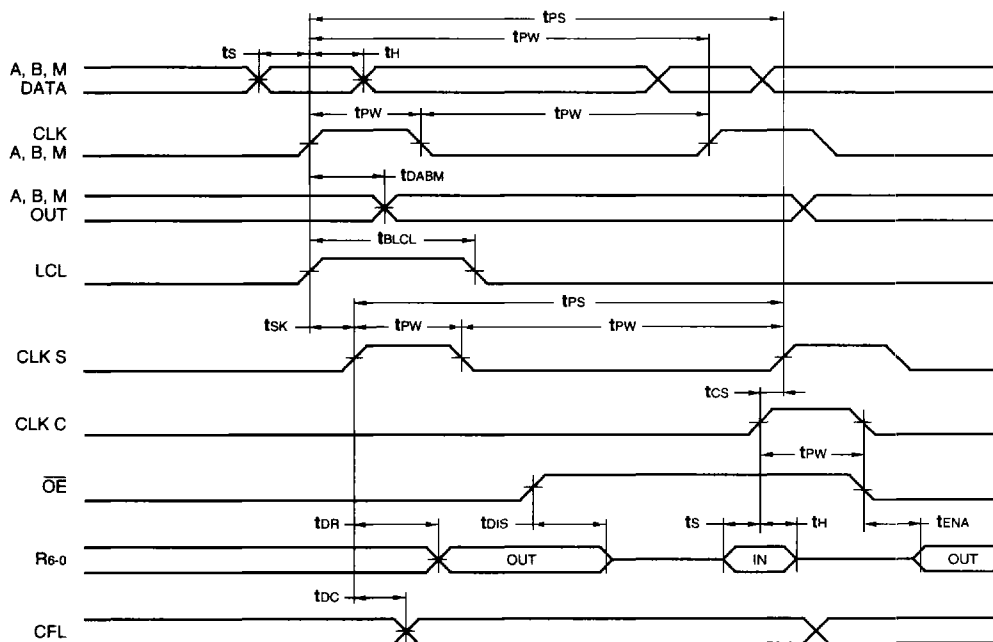 tPS
tPW
tS
tH
A, B, M
DATA
tPW
tPW
CLK
A, B, M
tDABM
A, B, M
OUT
tBLCL
LCL
tPS
tSK
tPW
tPW
CLK S
tCS
CLK C
tPW
OE
tDR
tDIS
tS
tH
tENA
R6-0
OUT
IN
OUT
tDC
CFL